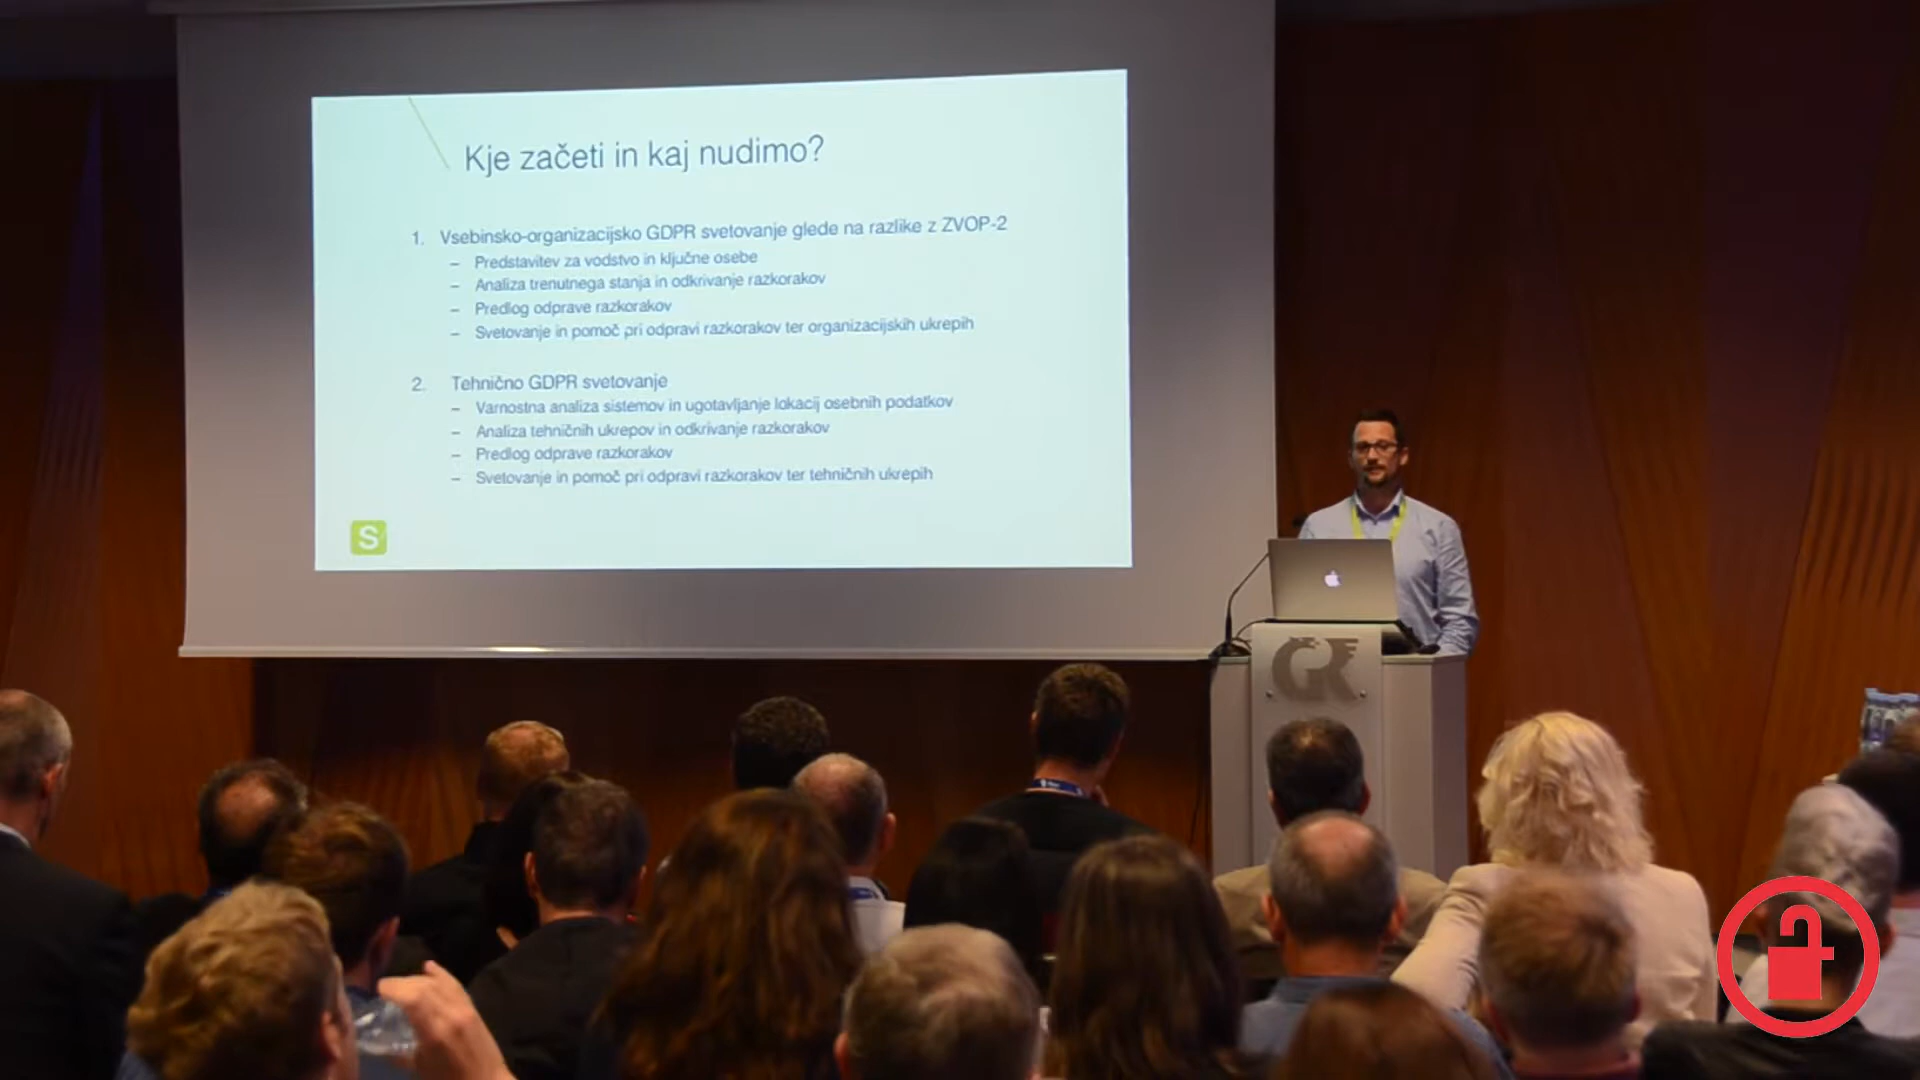 Kje začeti in kaj nudimo?
1. Vsebinsko-organizacijsko GDPR svetovanje glede na razlike z ZVOP-2
– Predstavitev za vodstvo in ključne osebe
– Analiza trenutnega stanja in odkrivanje razkorakov
– Predlog odprave razkorakov
– Svetovanje in pomoč pri odpravi razkorakov ter organizacijskih ukrepih
2. Tehnično GDPR svetovanje
– Varnostna analiza sistemov in ugotavljanje lokacij osebnih podatkov
– Analiza tehničnih ukrepov in odkrivanje razkorakov
– Predlog odprave razkorakov
– Svetovanje in pomoč pri odpravi razkorakov ter tehničnih ukrepih
S
GR